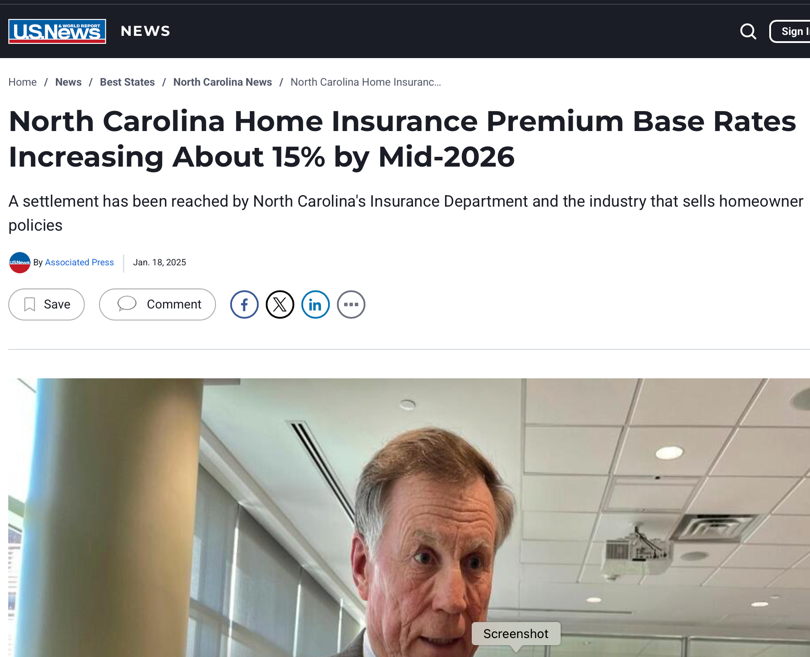 U.S.News
& WORLD REPORT
NEWS
Sign I
Home / News / Best States / North Carolina News / North Carolina Home Insuranc...
North Carolina Home Insurance Premium Base Rates
Increasing About 15% by Mid-2026
A settlement has been reached by North Carolina's Insurance Department and the industry that sells homeowner
policies
USNews
By Associated Press
Jan. 18, 2025
Save
Comment
f
X
in
Screenshot